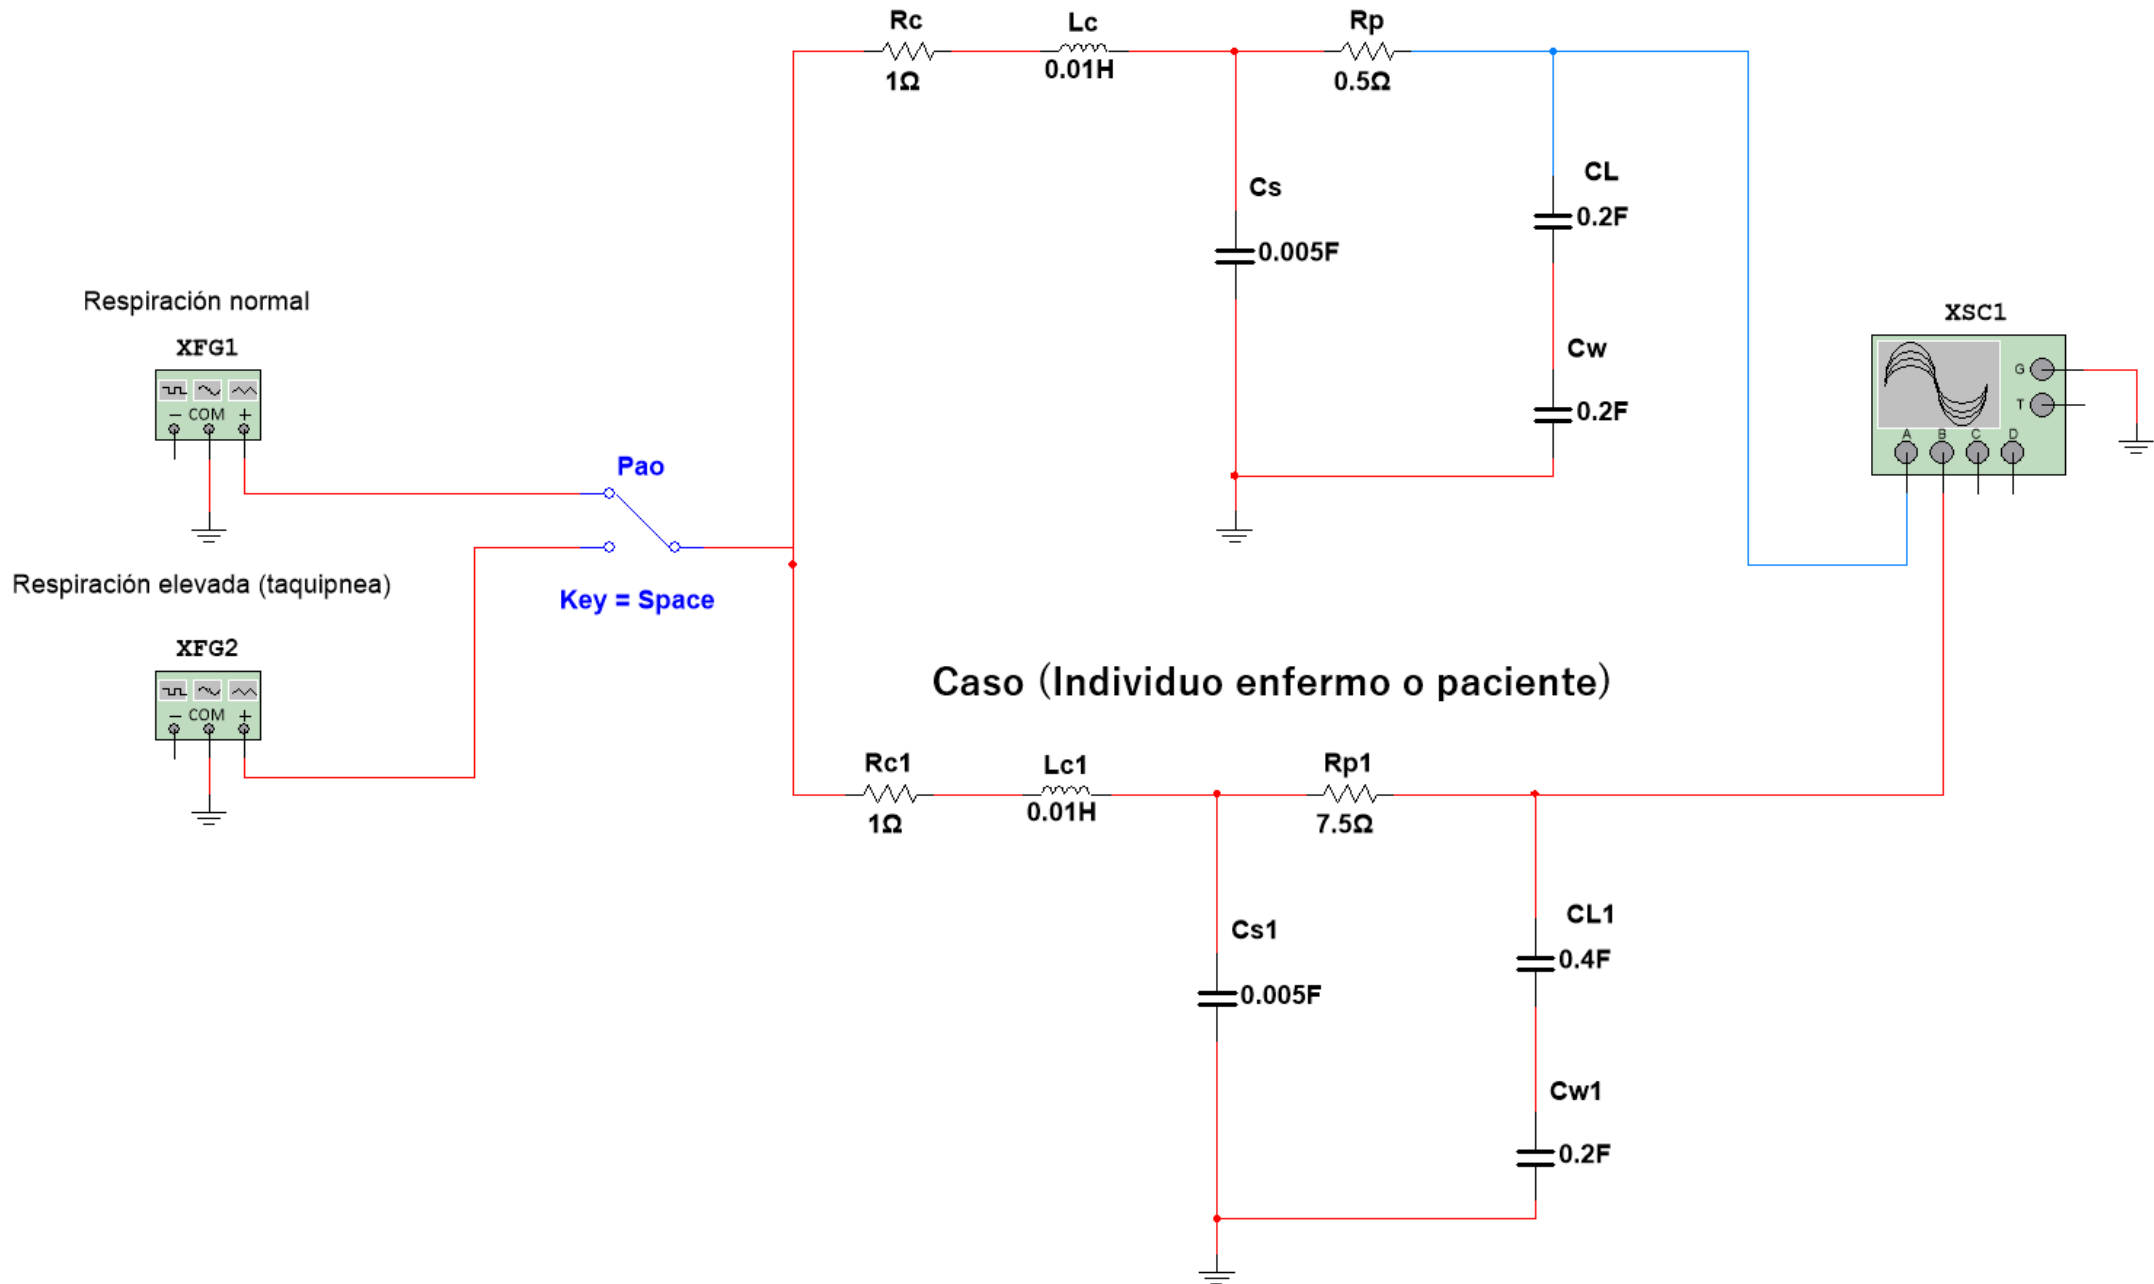 Rc
1Ω
Lc
0.01H
Rp
0.5Ω
Cs
0.005F
CL
0.2F
Cw
0.2F
Respiración normal
XFG1
COM
Pao
Key = Space
Respiración elevada (taquipnea)
XFG2
COM
XSC1
G
T
A B C D
Caso (Individuo enfermo o paciente)
Rc1
1Ω
Lc1
0.01H
Rp1
7.5Ω
Cs1
0.005F
CL1
0.4F
Cw1
0.2F